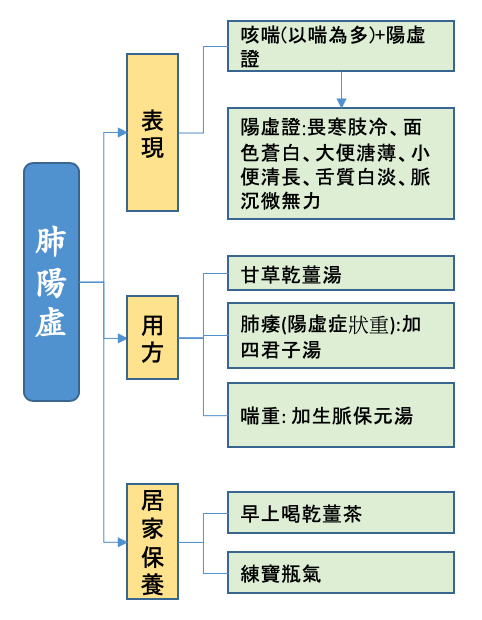 肺陽虛
表現
咳喘(以喘為多)+陽虛
證
陽虛證:畏寒肢冷、面
色蒼白、大便溏薄、小
便清長、舌質白淡、脈
沉微無力
用方
甘草乾薑湯
肺痿(陽虛症狀重):加
四君子湯
喘重: 加生脈保元湯
居家保養
早上喝乾薑茶
練寶瓶氣